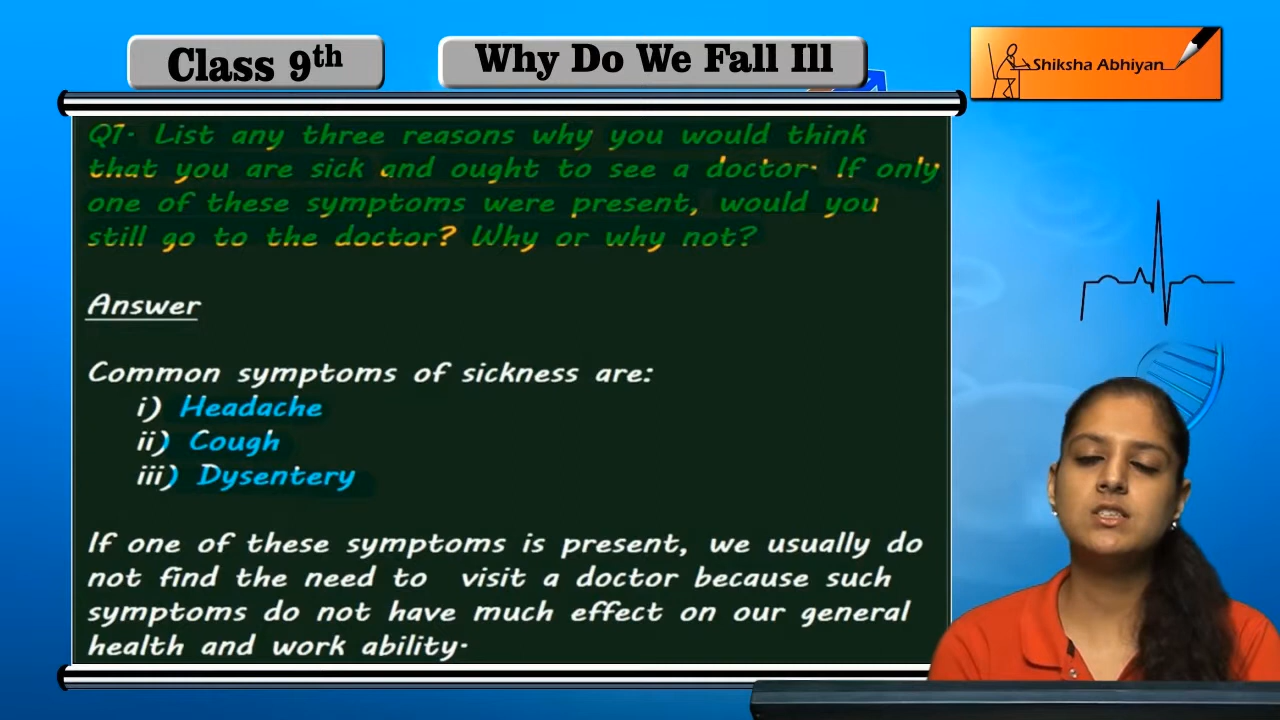 Class 9th
Why Do We Fall Ill
Shiksha Abhiyan
Q1. List any three reasons why you would think
that you are sick and ought to see a doctor. If only
one of these symptoms were present, would you
still go to the doctor? Why or why not?
Answer
Common symptoms of sickness are:
i) Headache
ii) Cough
iii) Dysentery
If one of these symptoms is present, we usually do
not find the need to visit a doctor because such
symptoms do not have much effect on our general
health and work ability.